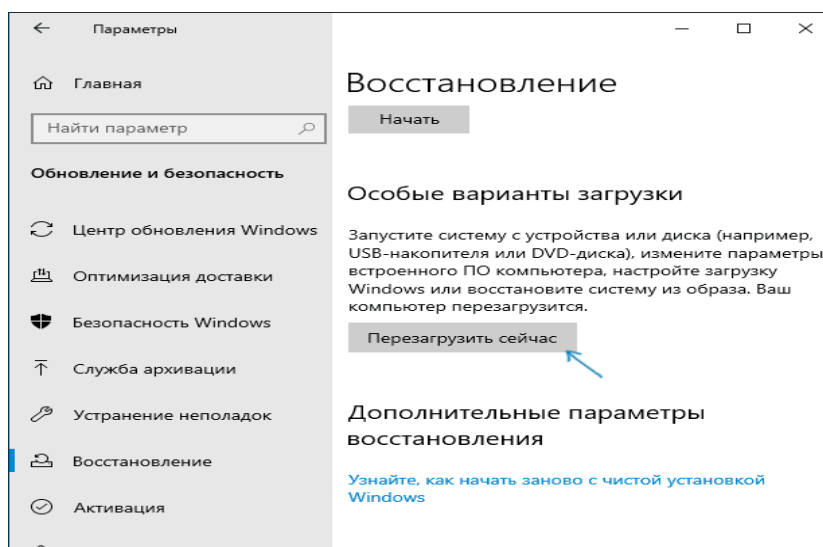 Параметры
Главная
Найти параметр
Обновление и безопасность
Центр обновления Windows
Оптимизация доставки
Безопасность Windows
Служба архивации
Устранение неполадок
Восстановление
Активация
Восстановление
Начать
Особые варианты загрузки
Запустите систему с устройства или диска (например,
USB-накопителя или DVD-диска), измените параметры
встроенного ПО компьютера, настройте загрузку
Windows или восстановите систему из образа. Ваш
компьютер перезагрузится.
Перезагрузить сейчас
Дополнительные параметры
восстановления
Узнайте, как начать заново с чистой установкой
Windows